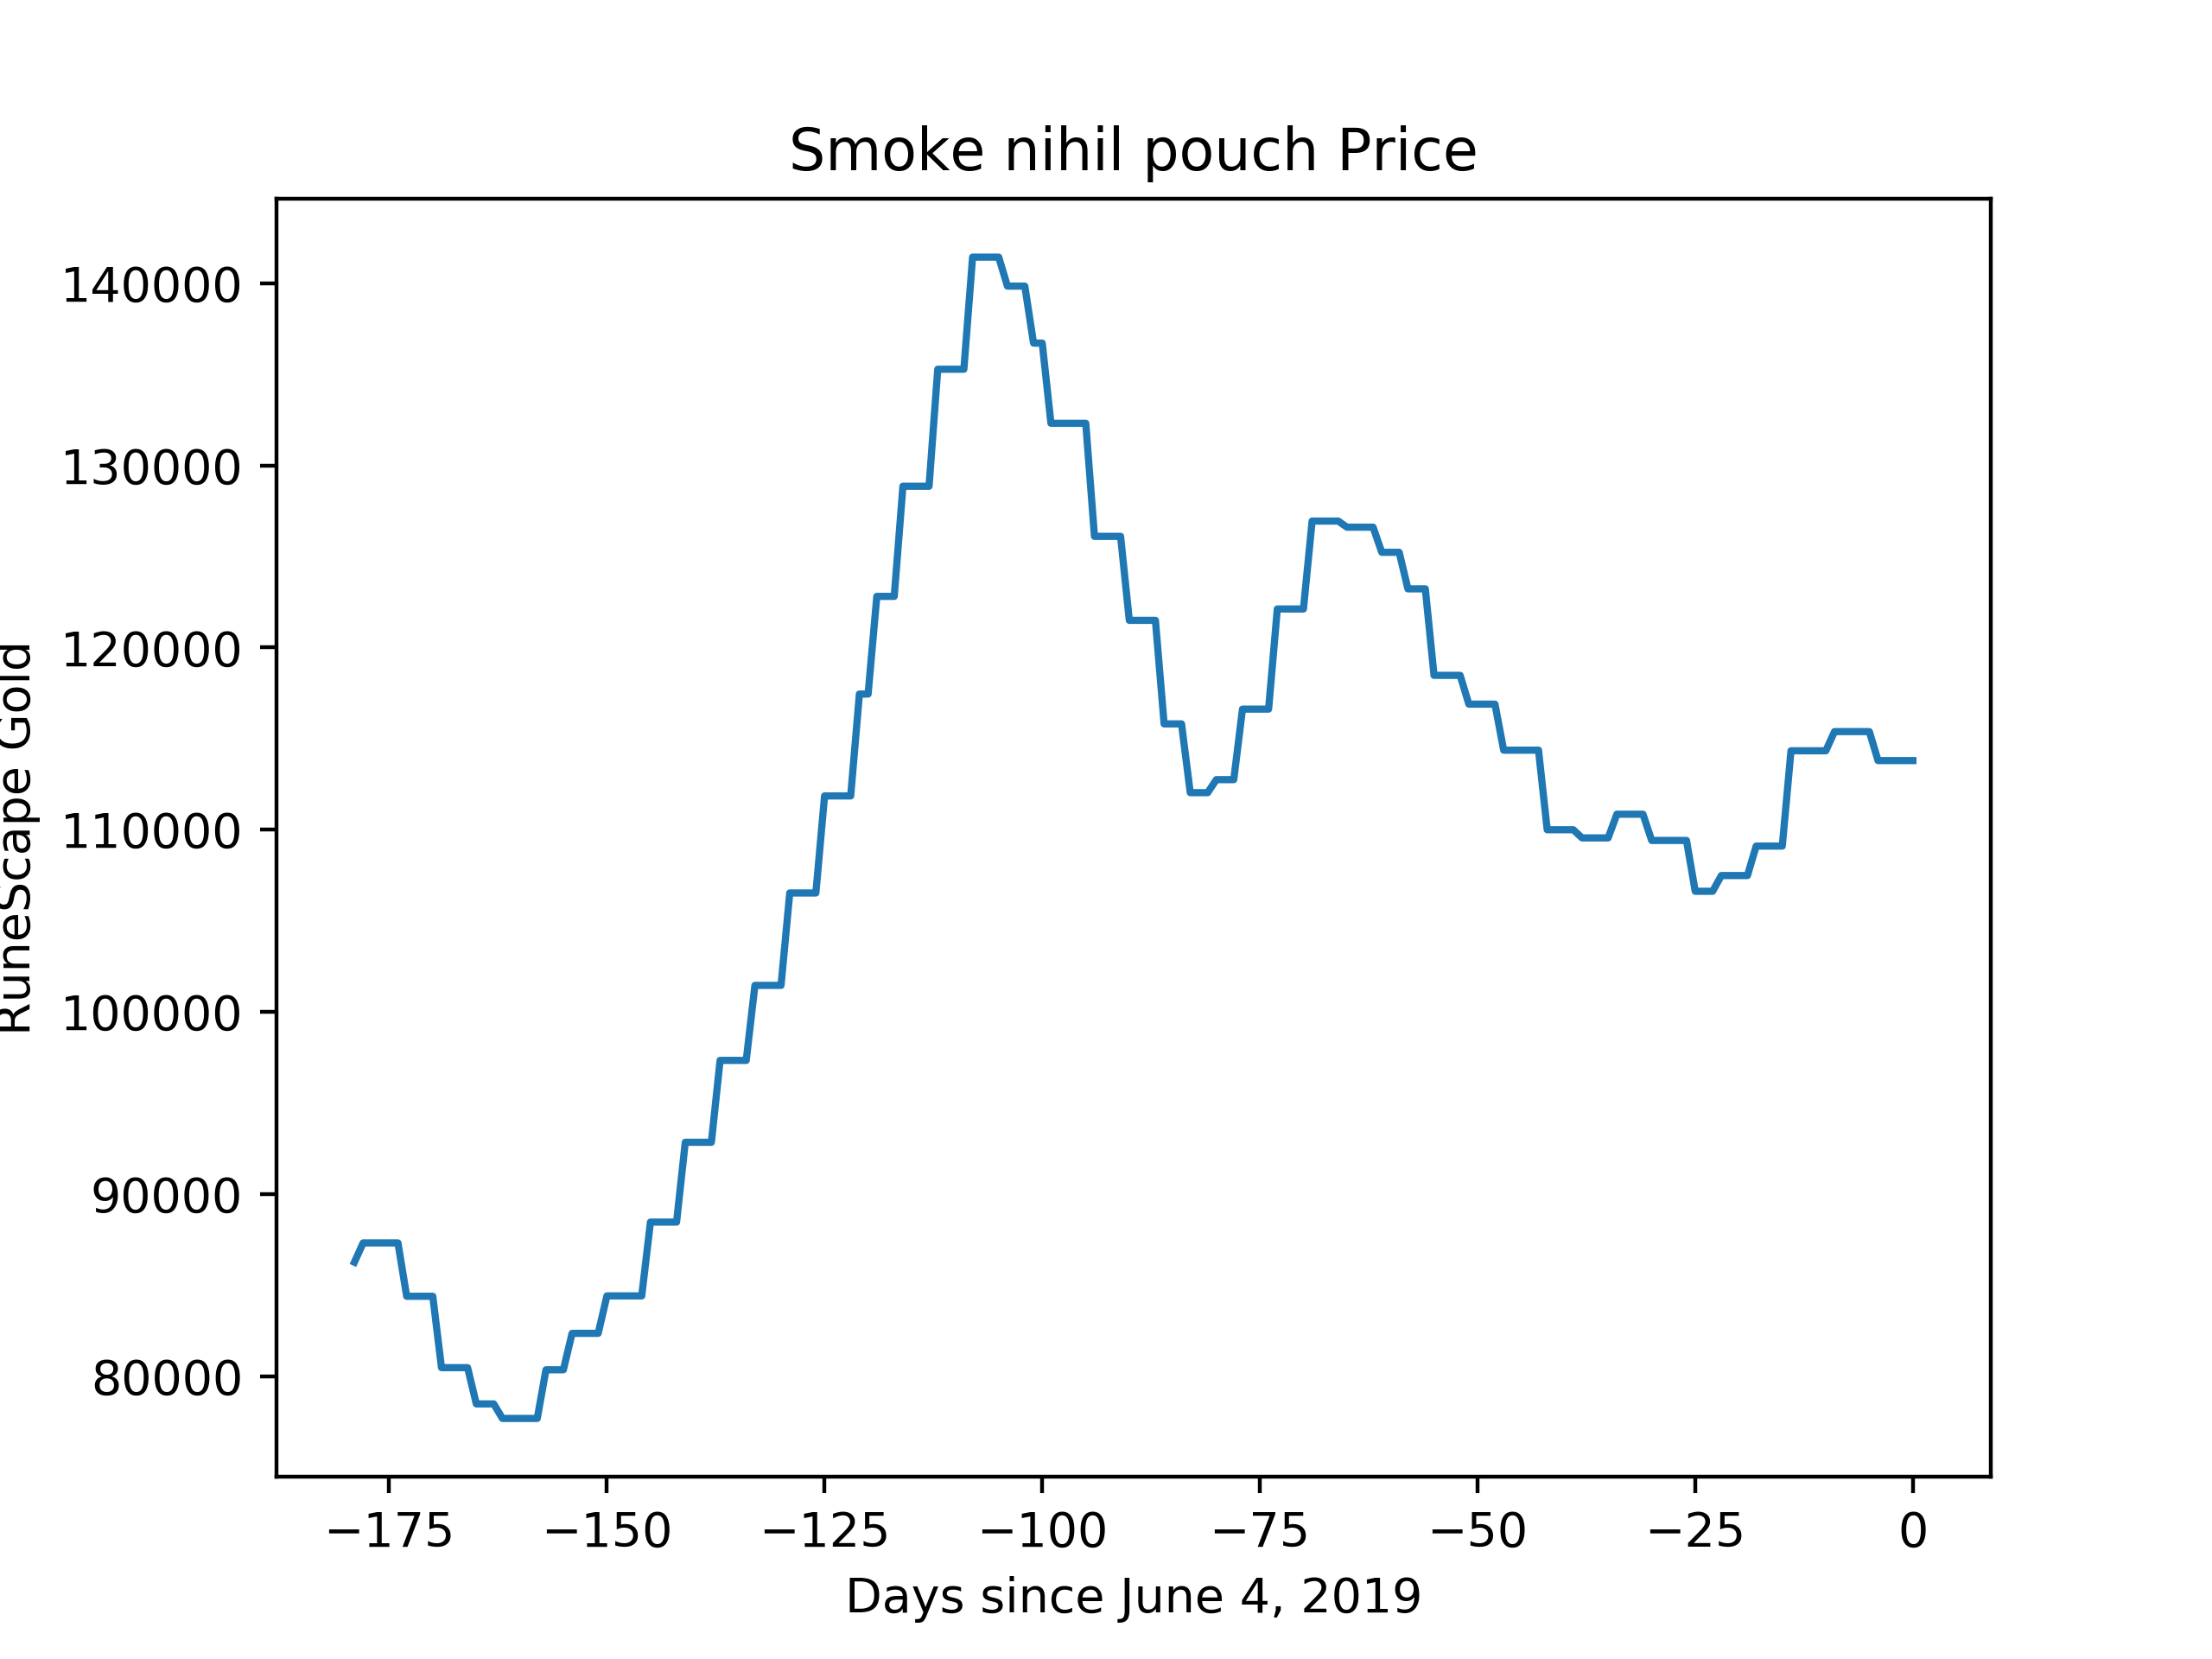 Smoke nihil pouch Price
140000
130000
120000
110000
100000
90000
80000
RuneScape Gold
−175 −150 −125 −100 −75 −50 −25 0
Days since June 4, 2019